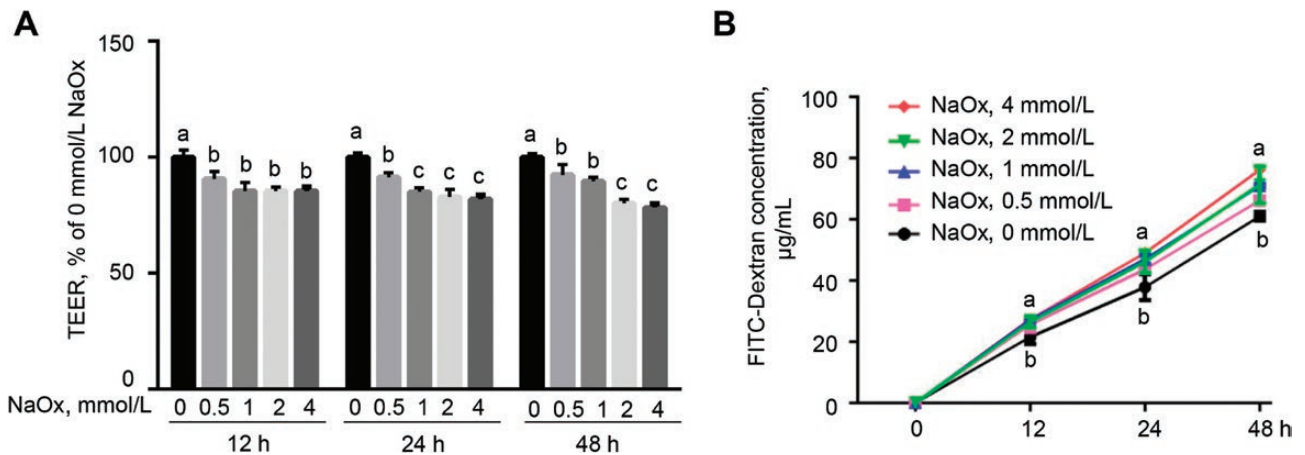 A
TEER, % of 0 mmol/L NaOx
150
100
50
0
a b b b b
a b c c c
a b b c c
NaOx, mmol/L 0 0.5 1 2 4 0 0.5 1 2 4 0 0.5 1 2 4
12 h 24 h 48 h
B
FITC-Dextran concentration,
µg/mL
100
80
60
40
20
0
NaOx, 4 mmol/L
NaOx, 2 mmol/L
NaOx, 1 mmol/L
NaOx, 0.5 mmol/L
NaOx, 0 mmol/L
a
b
a
b
a
b
0 12 24 48 h